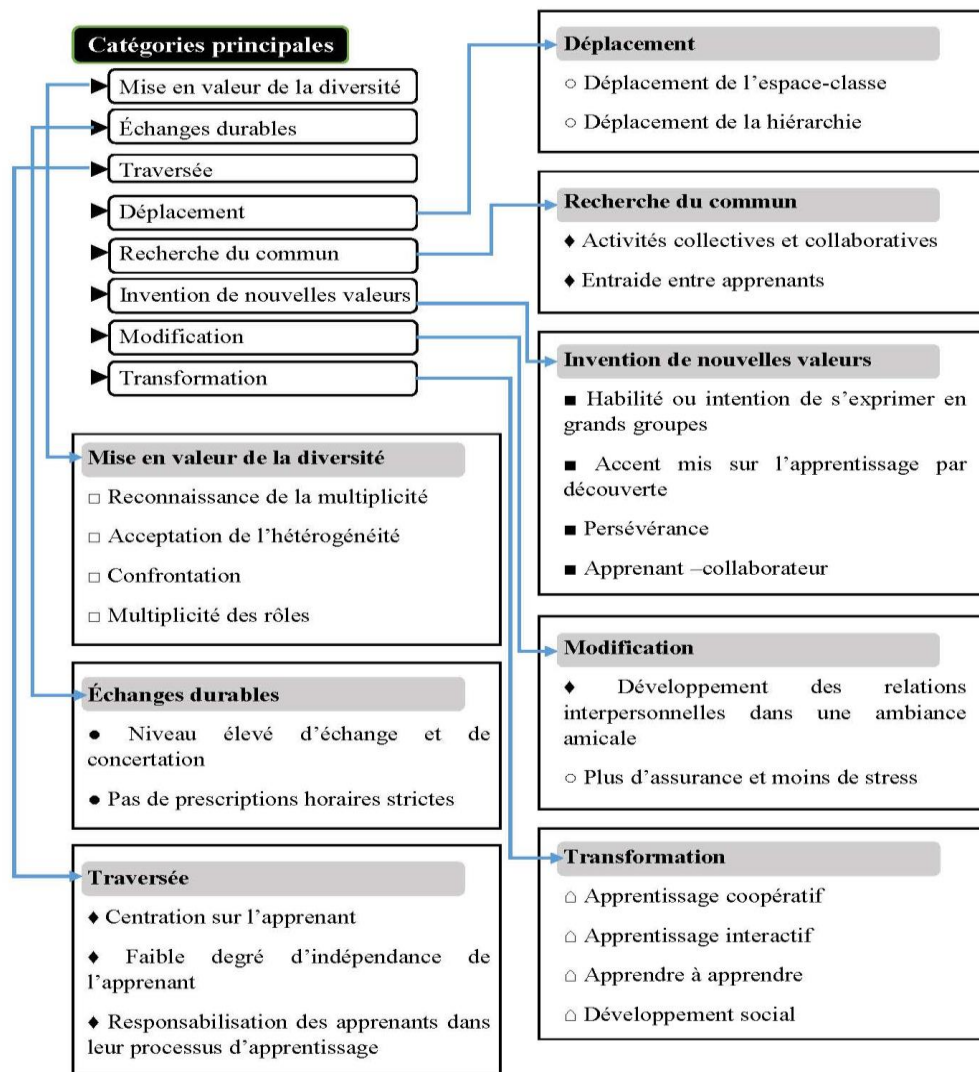 Catégories principales
► Mise en valeur de la diversité
► Échanges durables
► Traversée
► Déplacement
► Recherche du commun
► Invention de nouvelles valeurs
► Modification
► Transformation
Mise en valeur de la diversité
□ Reconnaissance de la multiplicité
□ Acceptation de l’hétérogénéité
□ Confrontation
□ Multiplicité des rôles
Échanges durables
● Niveau élevé d’échange et de
concertation
● Pas de prescriptions horaires strictes
Traversée
♦ Centration sur l’apprenant
♦ Faible degré d’indépendance de
l’apprenant
♦ Responsabilisation des apprenants dans
leur processus d’apprentissage
Déplacement
○ Déplacement de l’espace-classe
○ Déplacement de la hiérarchie
Recherche du commun
♦ Activités collectives et collaboratives
♦ Entraide entre apprenants
Invention de nouvelles valeurs
■ Habilité ou intention de s’exprimer en
grands groupes
■ Accent mis sur l’apprentissage par
découverte
■ Persévérance
■ Apprenant –collaborateur
Modification
♦ Développement des relations
interpersonnelles dans une ambiance
amicale
○ Plus d’assurance et moins de stress
Transformation
⌂ Apprentissage coopératif
⌂ Apprentissage interactif
⌂ Apprendre à apprendre
⌂ Développement social